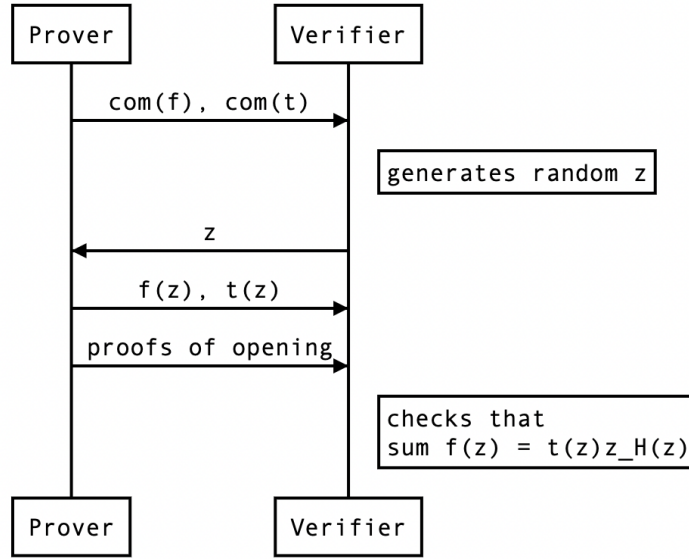 Prover
Verifier
com(f), com(t)
generates random z
z
f(z), t(z)
proofs of opening
checks that
sum f(z) = t(z)z_H(z)
Prover
Verifier